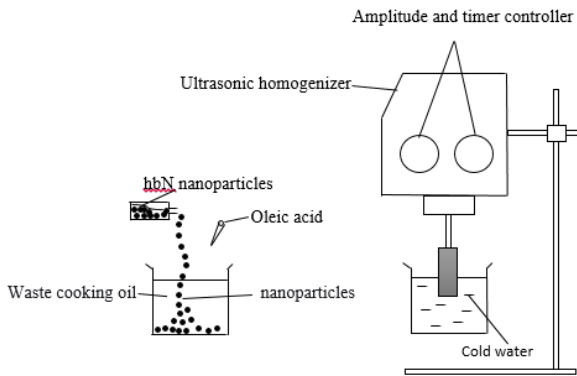 Amplitude and timer controller
Ultrasonic homogenizer
hbN nanoparticles
Oleic acid
Waste cooking oil
nanoparticles
Cold water